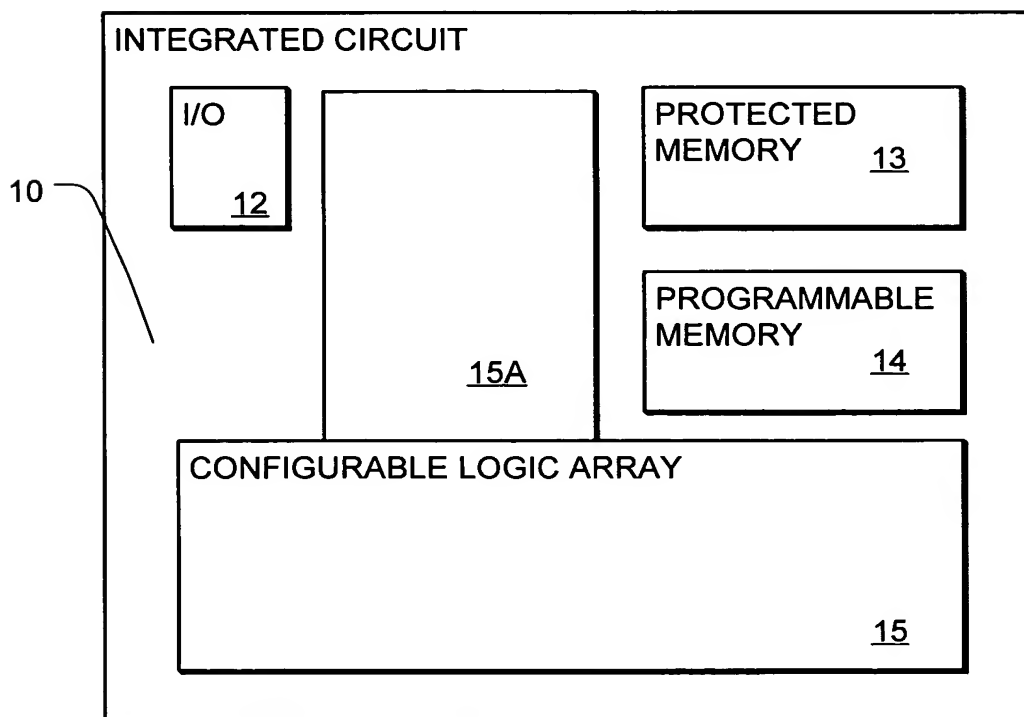 INTEGRATED CIRCUIT
I/O
12
PROTECTED
MEMORY
13
10
PROGRAMMABLE
MEMORY
14
15A
CONFIGURABLE LOGIC ARRAY
15